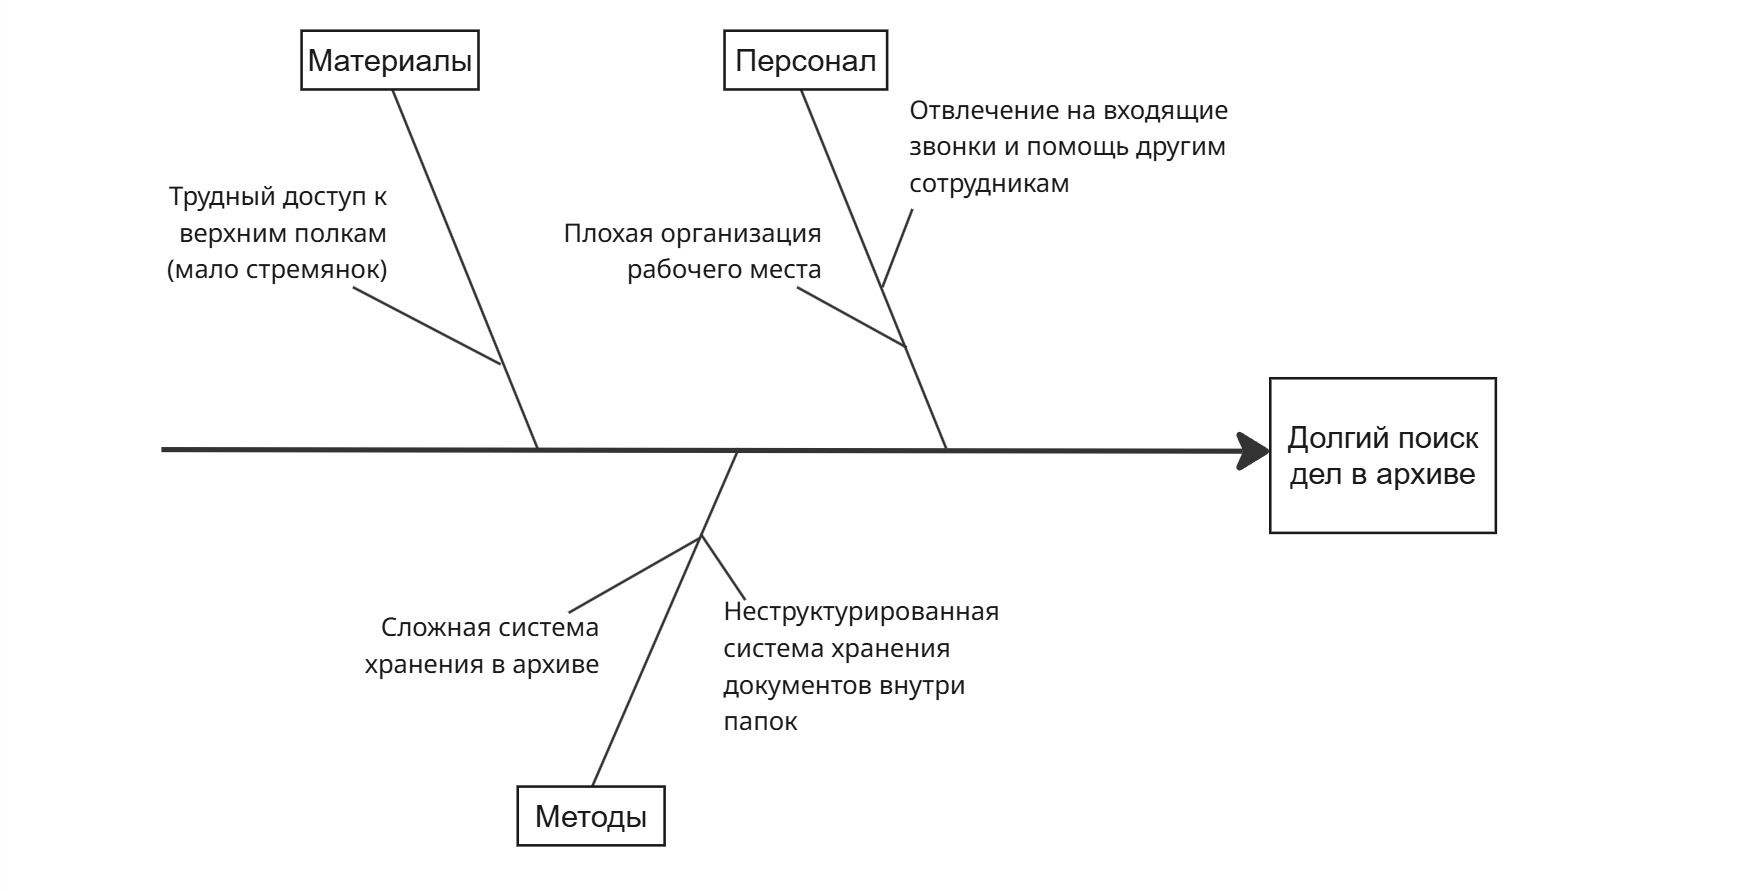 Материалы
Персонал
Отвлечение на входящие
звонки и помощь другим
сотрудникам
Трудный доступ к
верхним полкам
(мало стремянок)
Плохая организация
рабочего места
Долгий поиск
дел в архиве
Сложная система
хранения в архиве
Неструктурированная
система хранения
документов внутри
папок
Методы